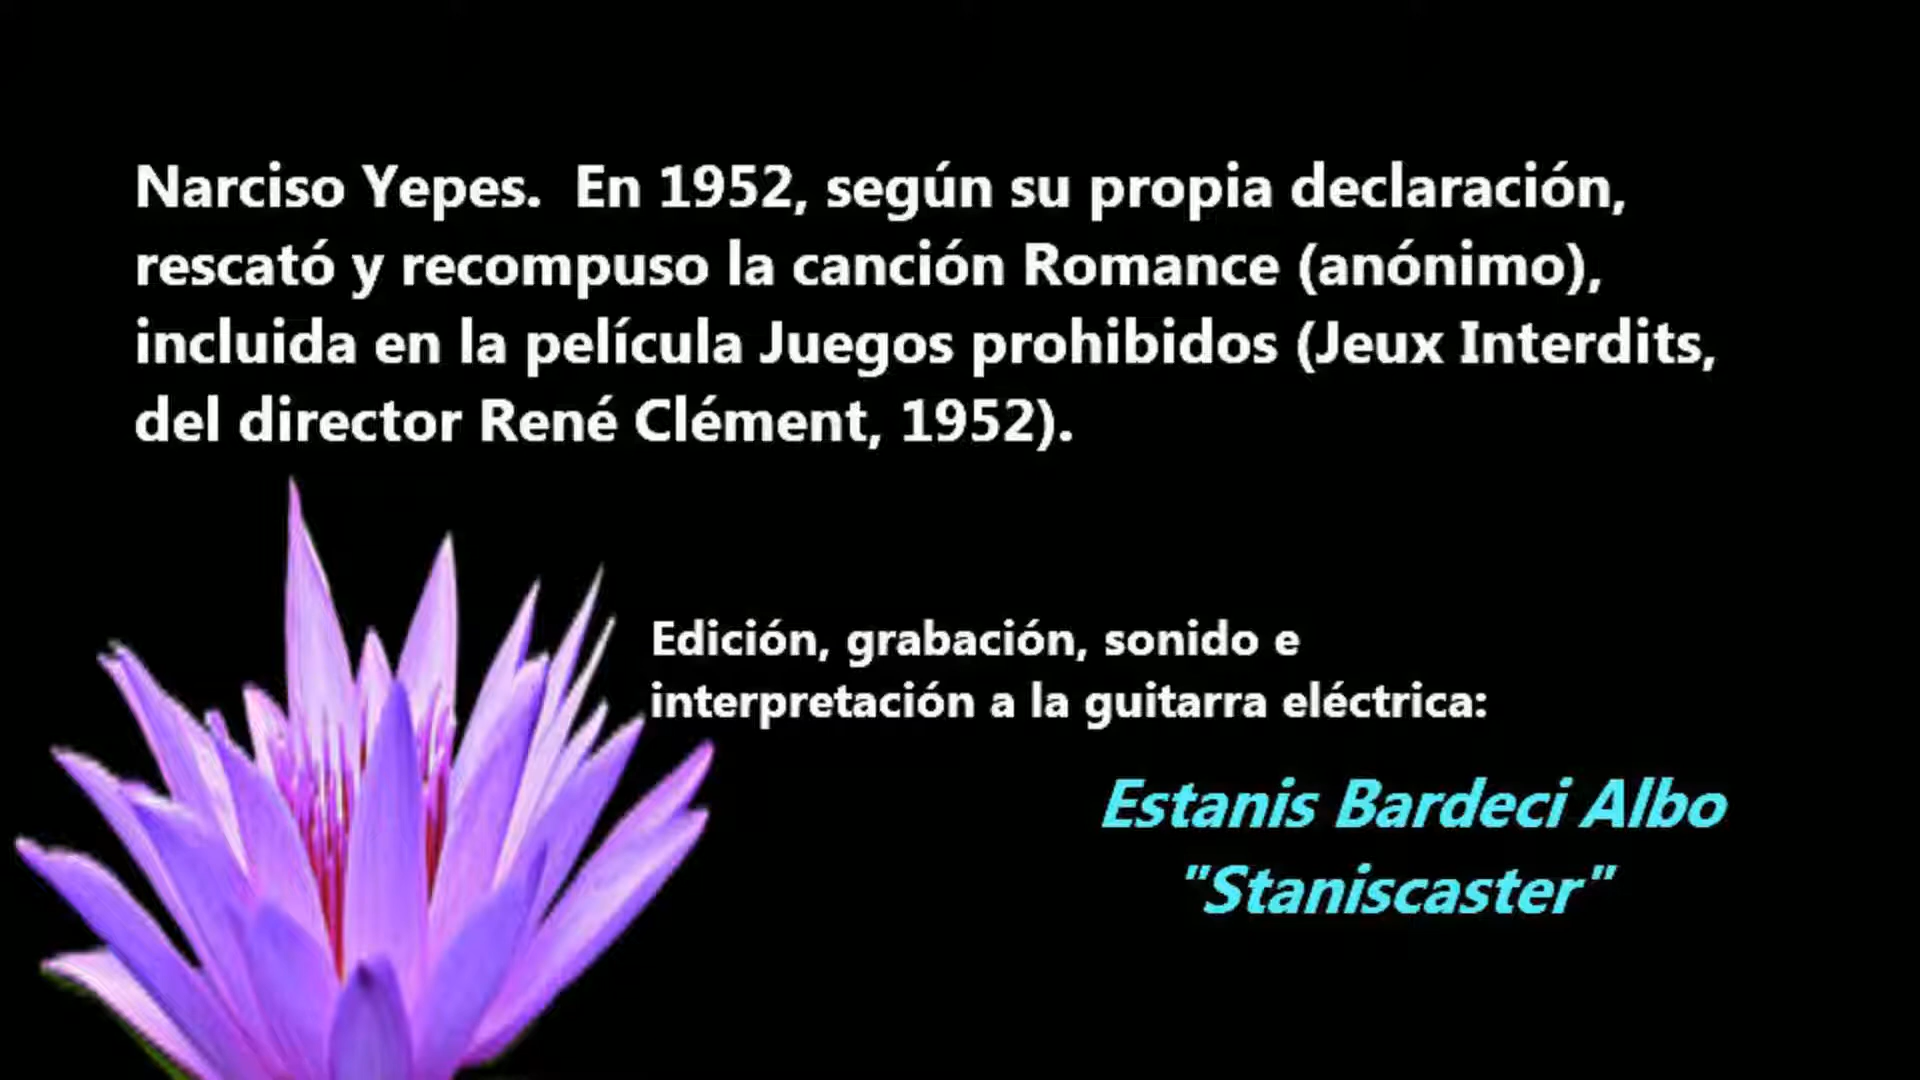 Narciso Yepes.  En 1952, según su propia declaración,
rescató y recompuso la canción Romance (anónimo),
incluida en la película Juegos prohibidos (Jeux Interdits,
del director René Clément, 1952).
Edición, grabación, sonido e
interpretación a la guitarra eléctrica:
Estanis Bardeci Albo
"Staniscaster"